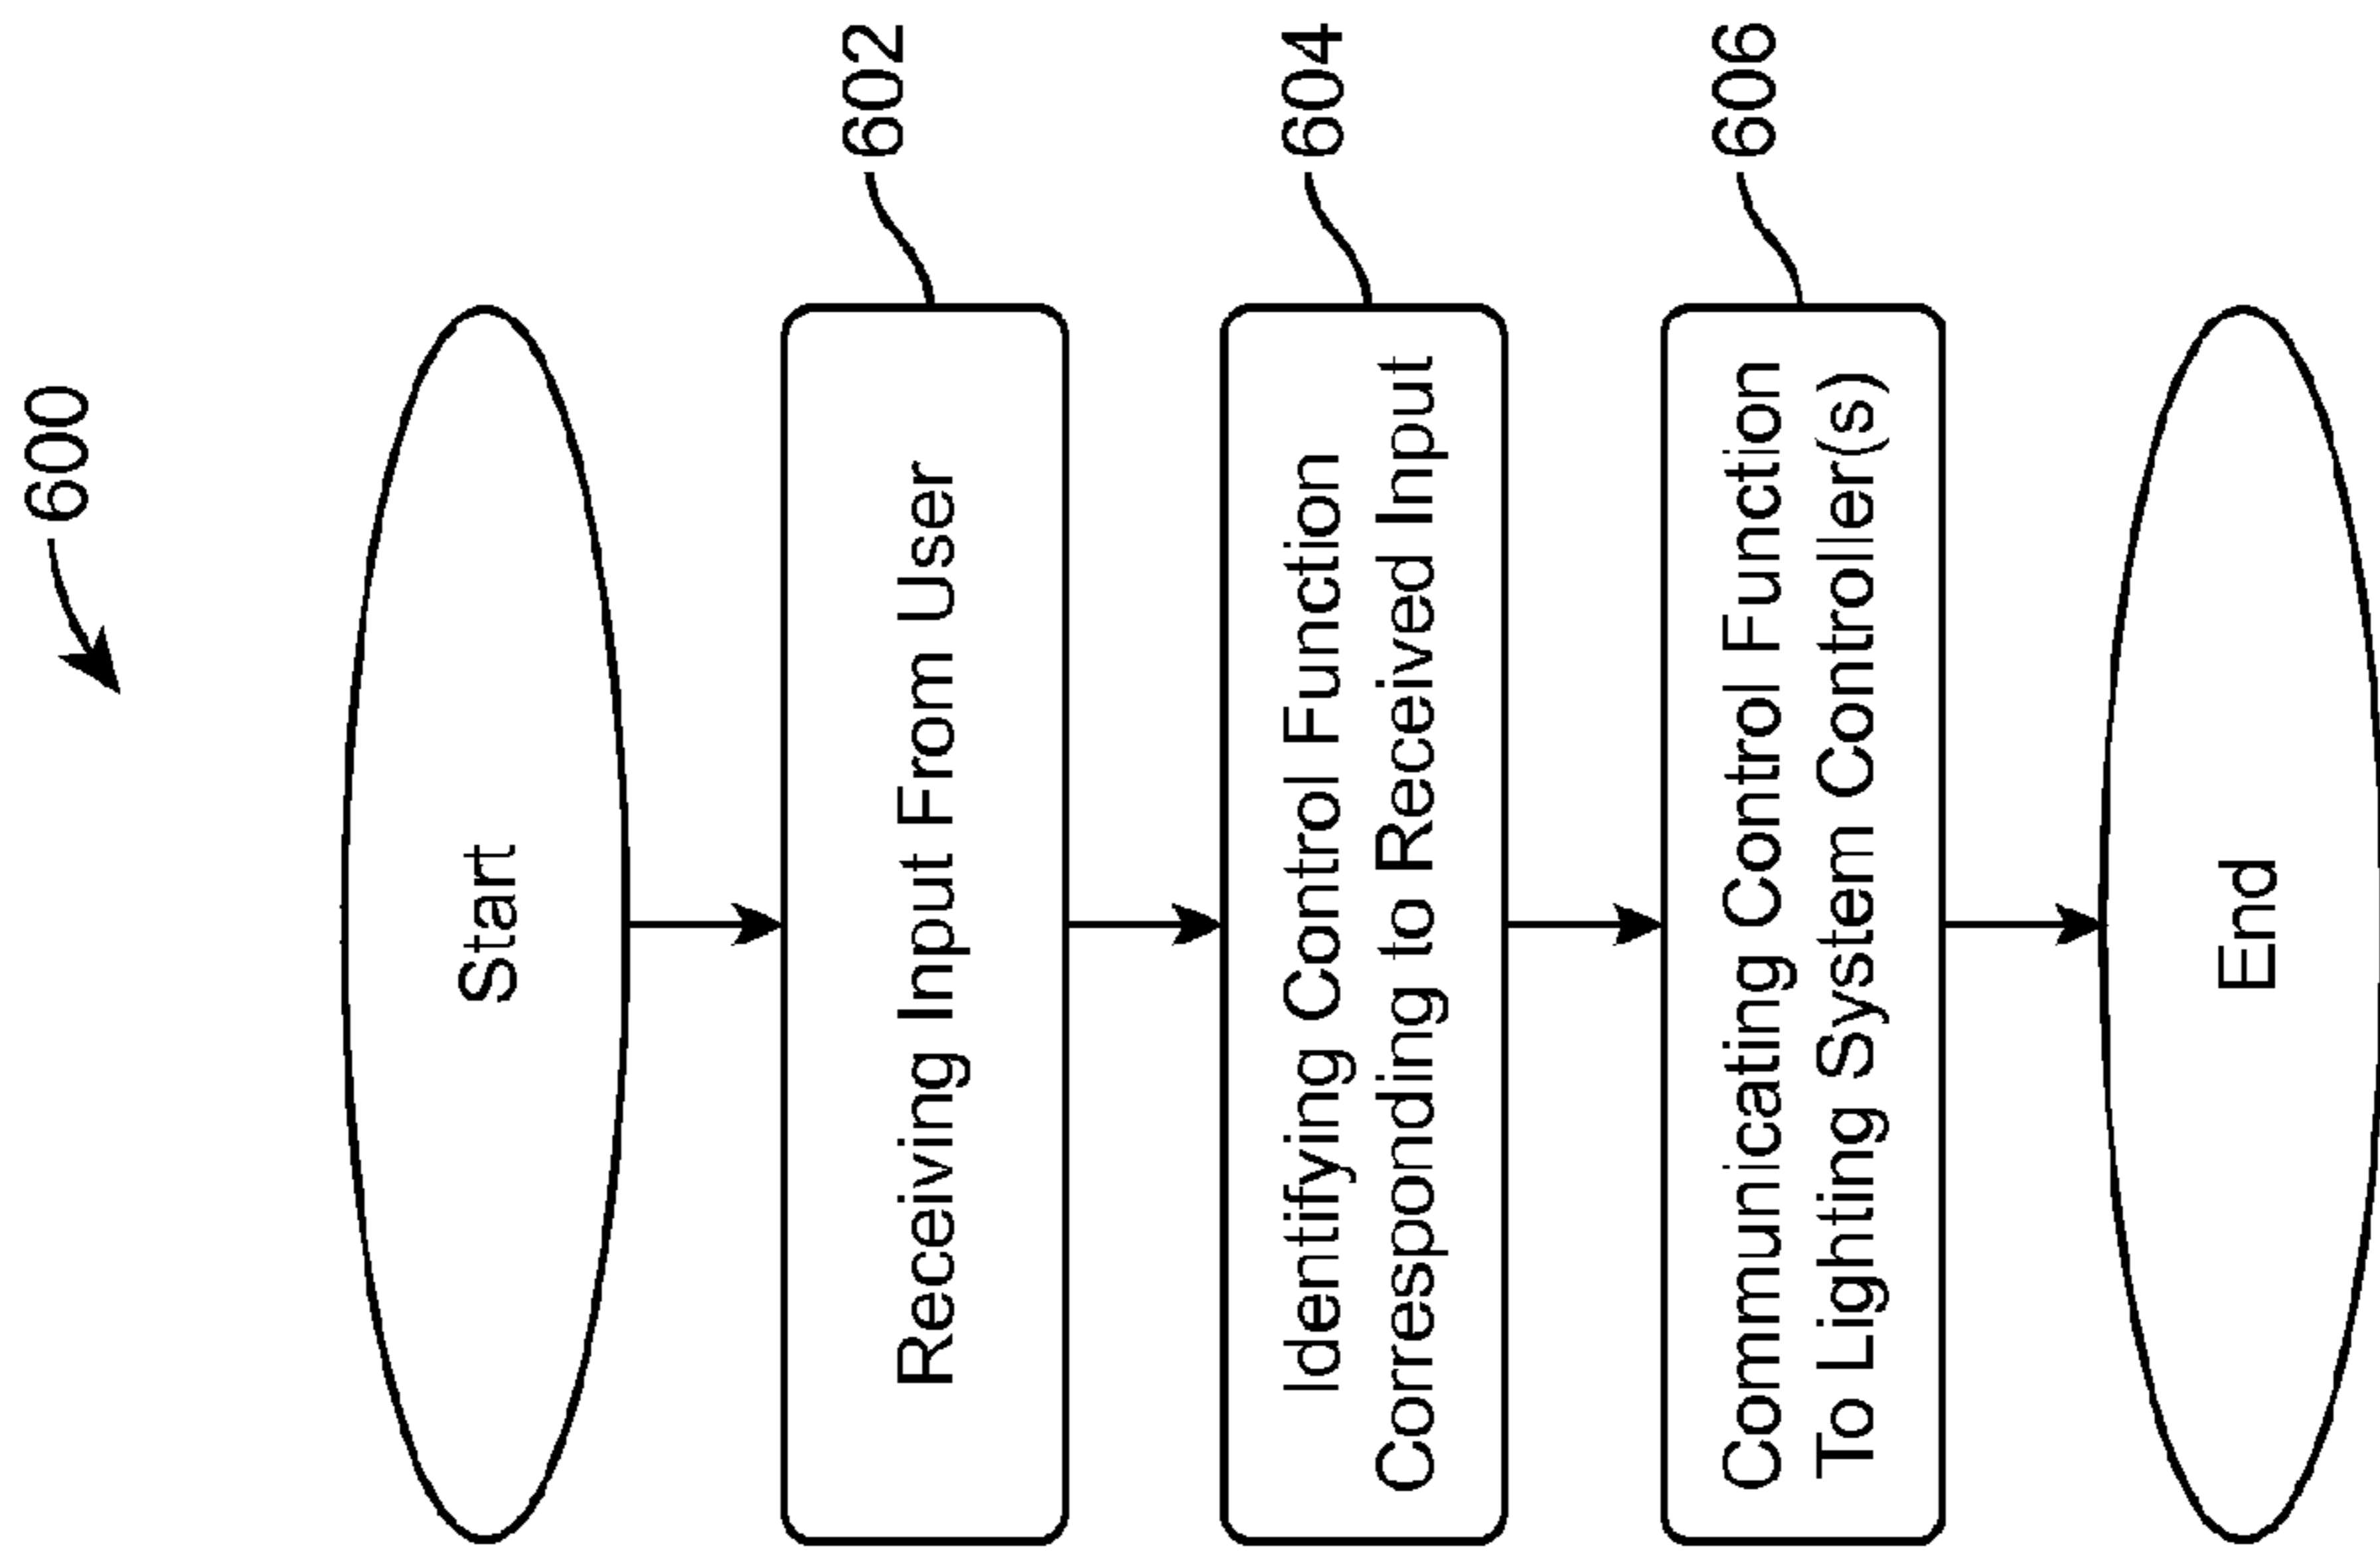 600
Start
Receiving Input From User
602
Identifying Control Function
Corresponding to Received Input
604
Communicating Control Function
To Lighting System Controller(s)
606
End